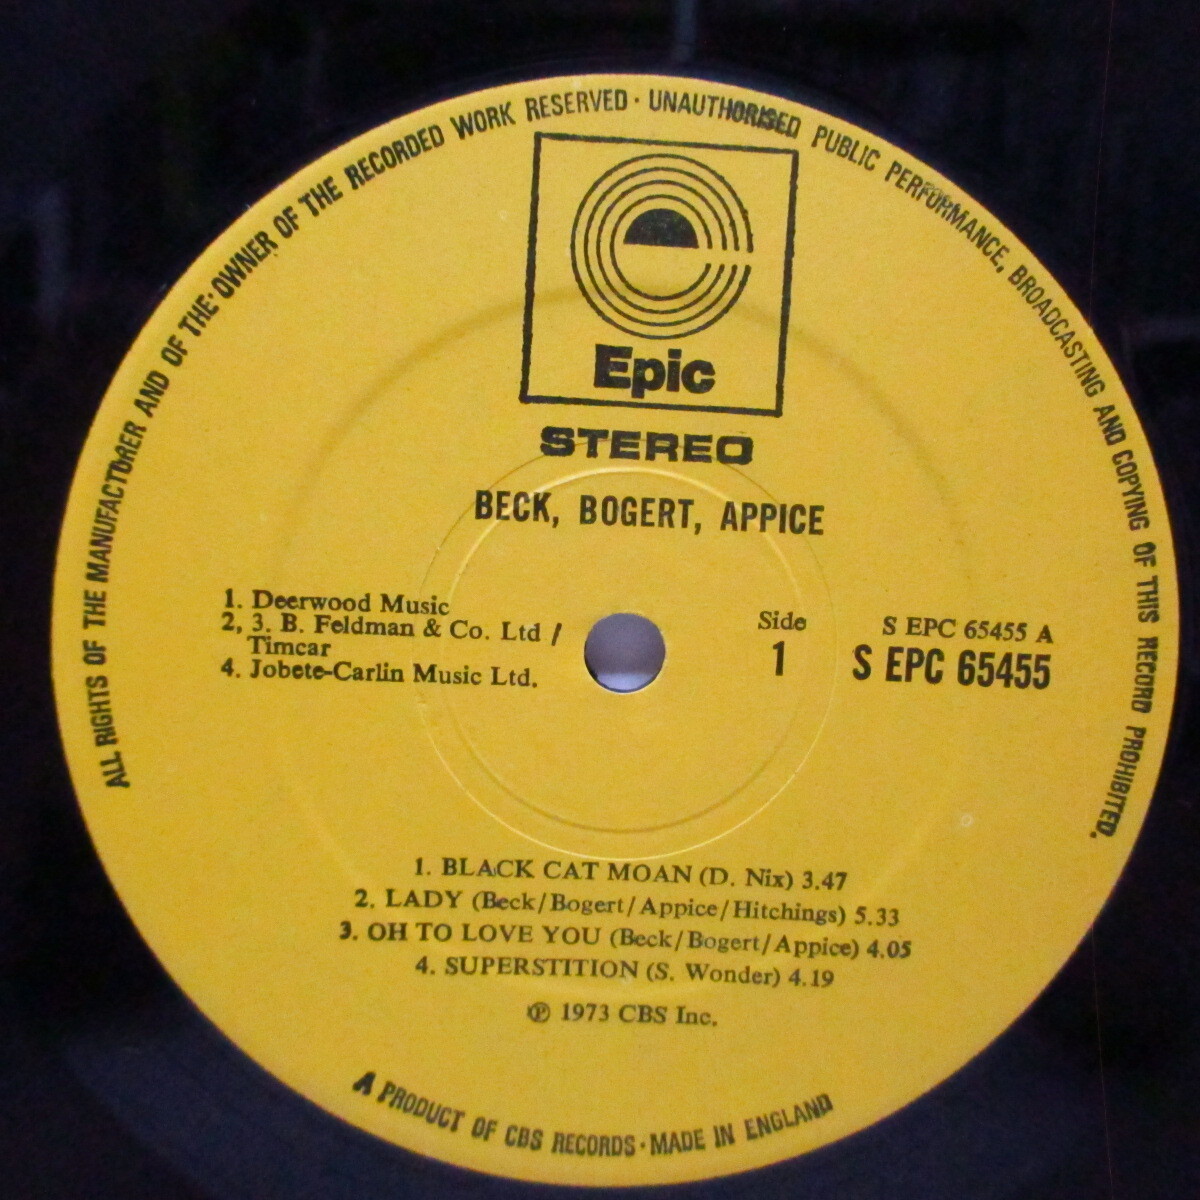 ALL RIGHTS OF THE MANUFACTURER AND OF THE OWNER OF THE RECORDED WORK RESERVED · UNAUTHORISED PUBLIC PERFORMANCE, BROADCASTING AND COPYING OF THIS RECORD PROHIBITED.
Epic
STEREO
BECK, BOGERT, APPICE
1. Deerwood Music
2, 3. B. Feldman & Co. Ltd /
Timcar
4. Jobete-Carlin Music Ltd.
Side
1
S EPC 65455 A
S EPC 65455
1. BLACK CAT MOAN (D. Nix) 3.47
2. LADY (Beck/Bogert/Appice/Hitchings) 5.33
3. OH TO LOVE YOU (Beck/Bogert/Appice) 4.05
4. SUPERSTITION (S. Wonder) 4.19
℗ 1973 CBS Inc.
A PRODUCT OF CBS RECORDS · MADE IN ENGLAND